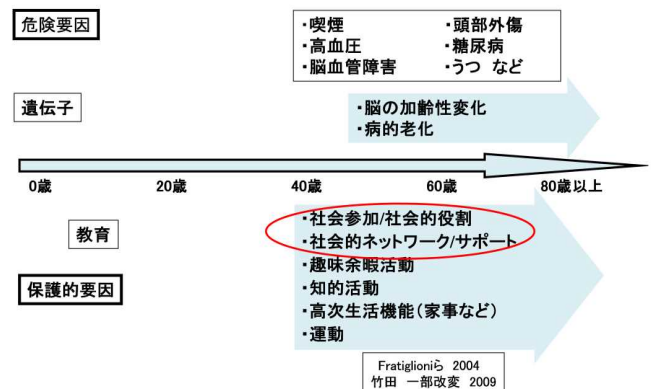 危険要因
・喫煙　・頭部外傷
・高血圧　・糖尿病
・脳血管障害　・うつ など
遺伝子
・脳の加齢性変化
・病的老化
0歳　20歳　40歳　60歳　80歳以上
教育
・社会参加/社会的役割
・社会的ネットワーク/サポート
・趣味余暇活動
・知的活動
・高次生活機能(家事など)
・運動
保護的要因
Fratiglioniら 2004
竹田 一部改変 2009